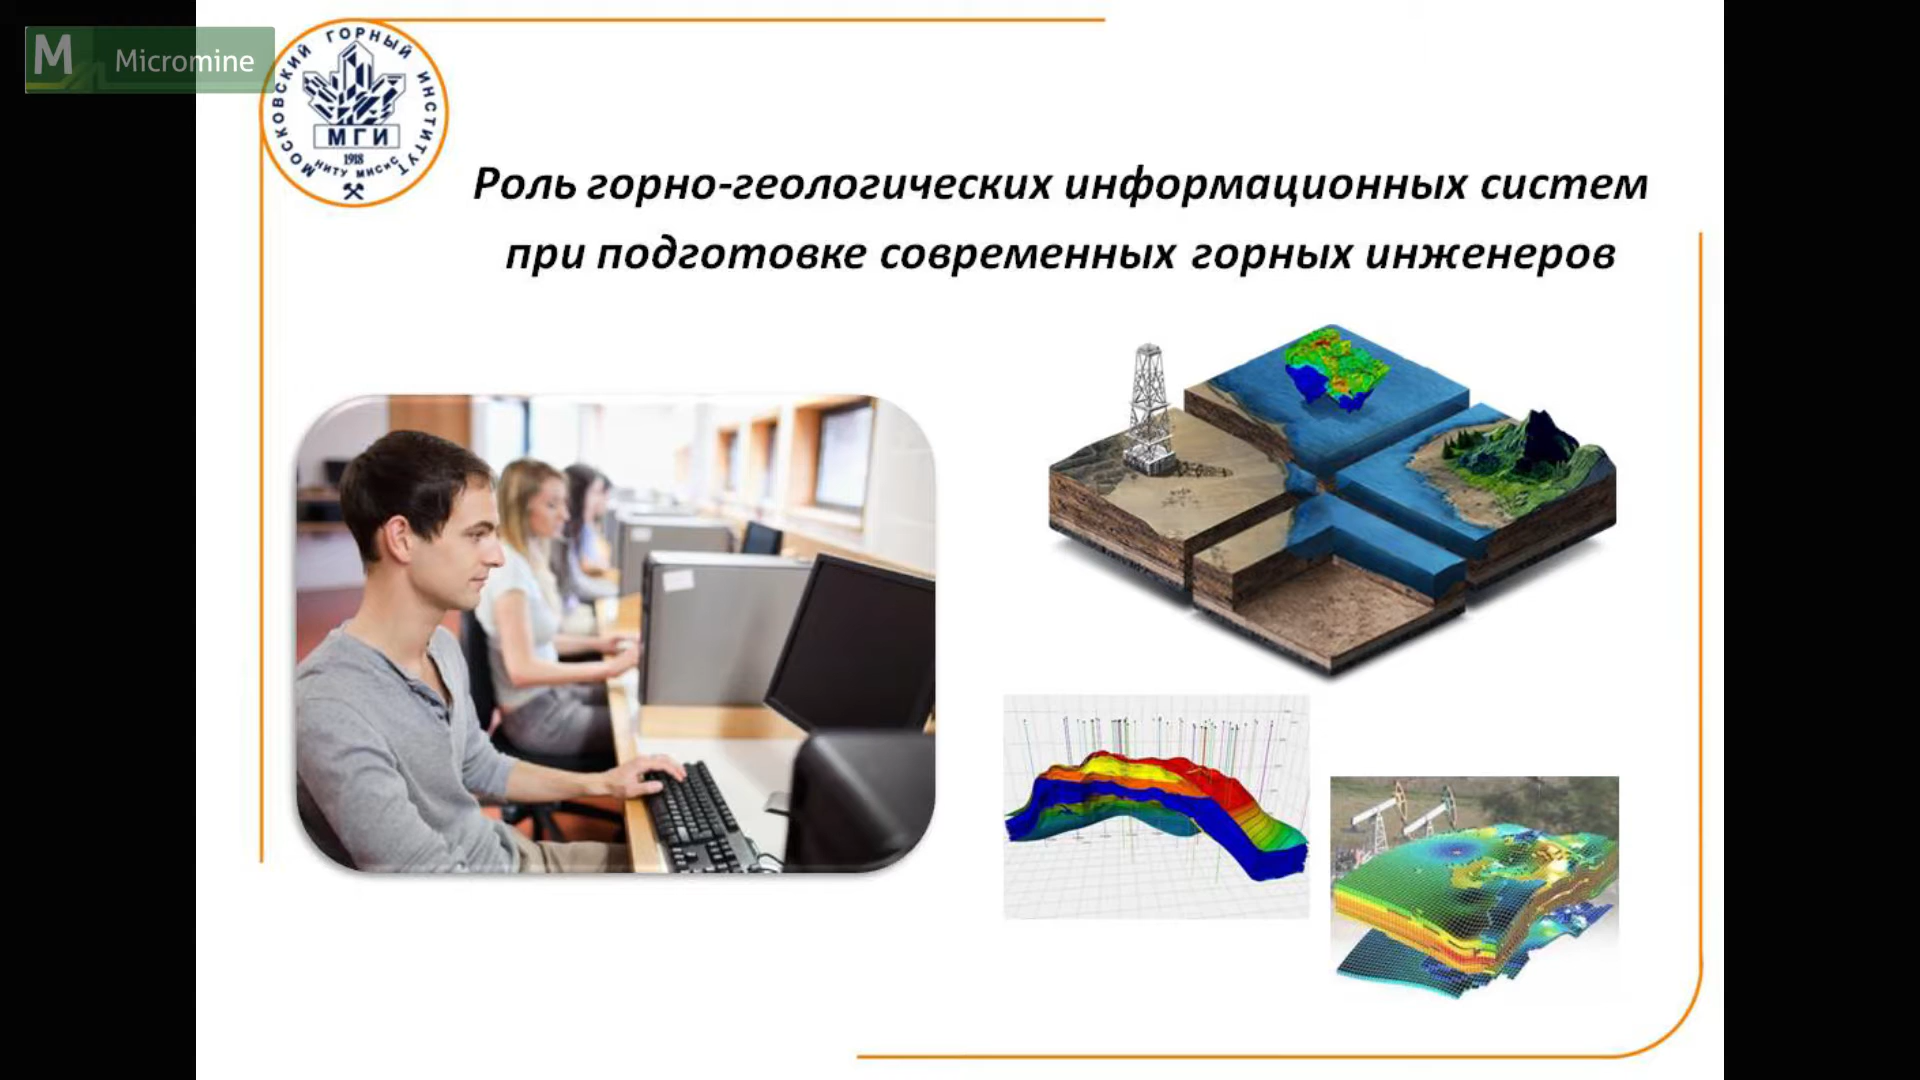 M Micromine
МОСКОВСКИЙ ГОРНЫЙ ИНСТИТУТ
МГИ
1918
НИТУ МИСиС
Роль горно-геологических информационных систем
при подготовке современных горных инженеров